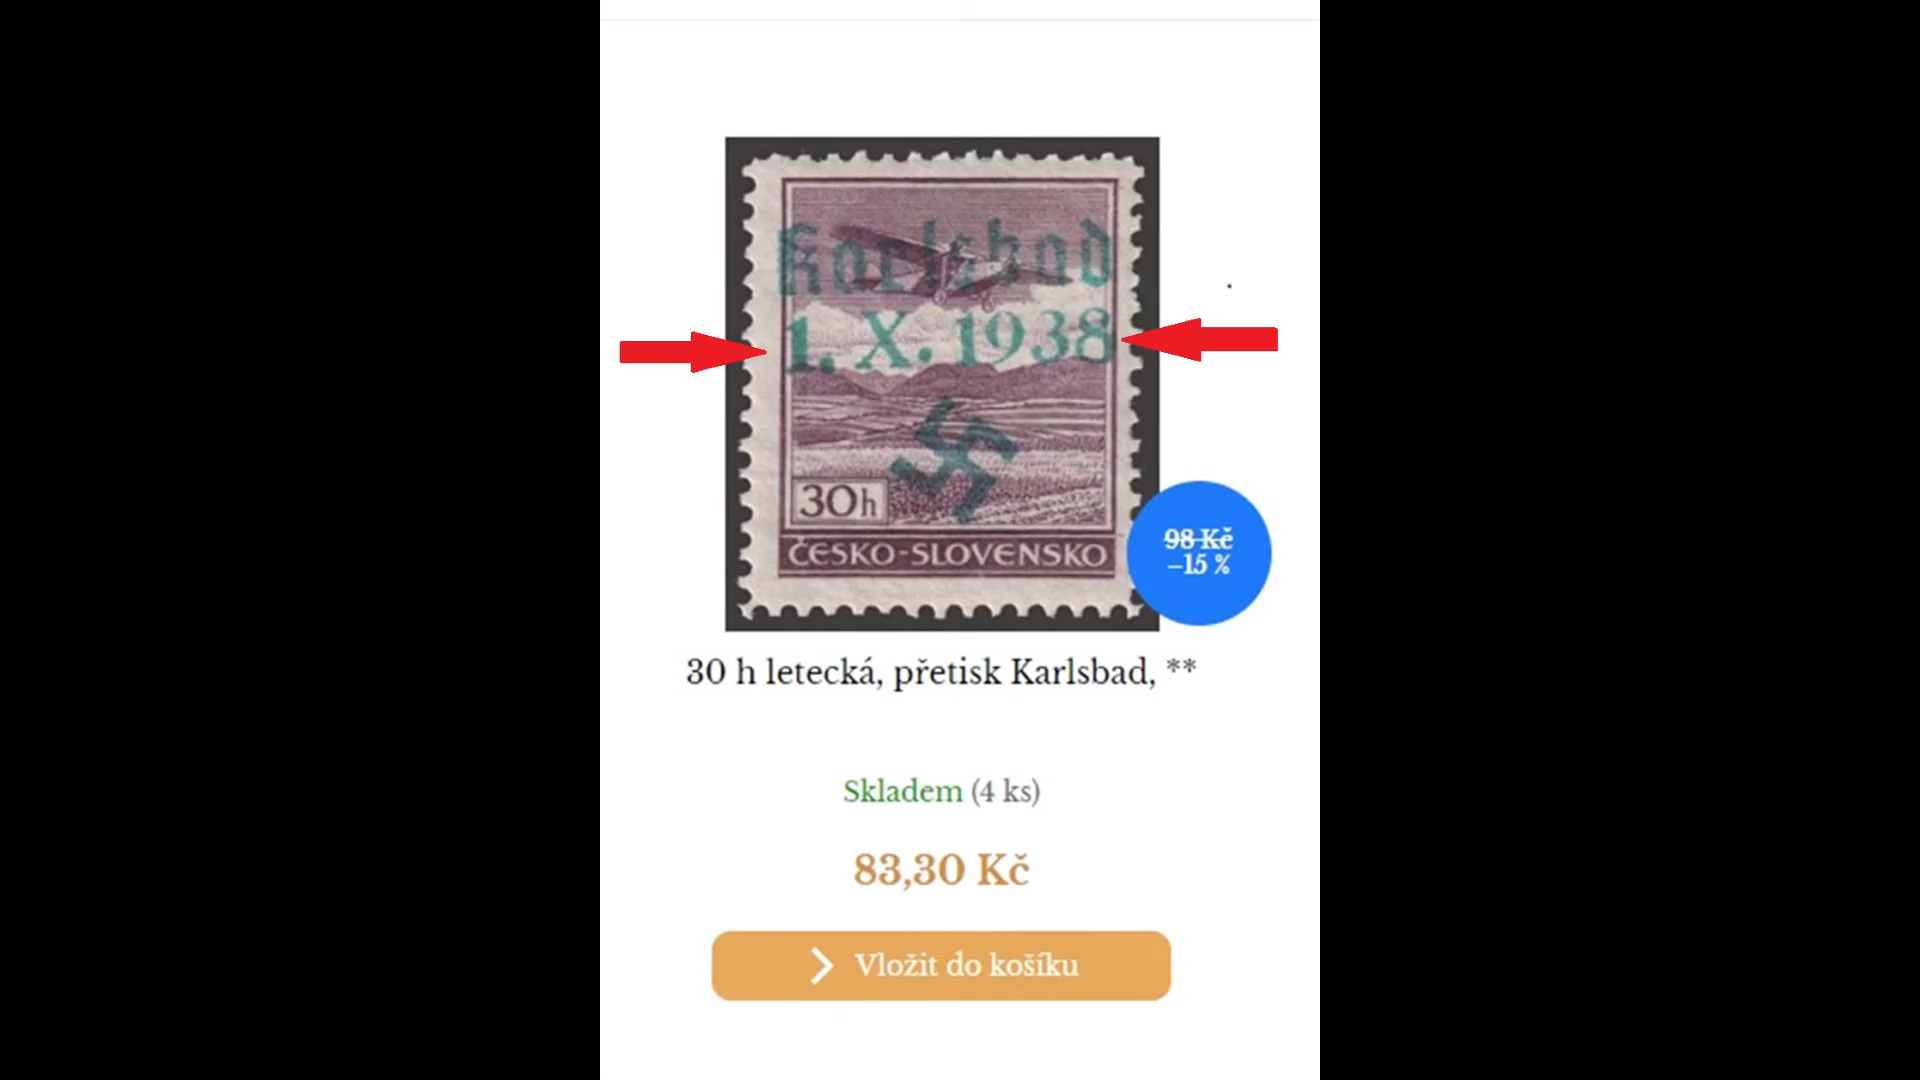 Karlsbad
1. X. 1938
30h
ČESKO-SLOVENSKO
98 Kč
–15 %
30 h letecká, přetisk Karlsbad, **
Skladem (4 ks)
83,30 Kč
Vložit do košíku